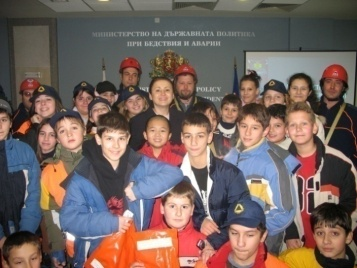 МИНИСТЕРСТВО НА ДЪРЖАВНАТА ПОЛИТИКА
ПРИ БЕДСТВИЯ И АВАРИИ
POLICY